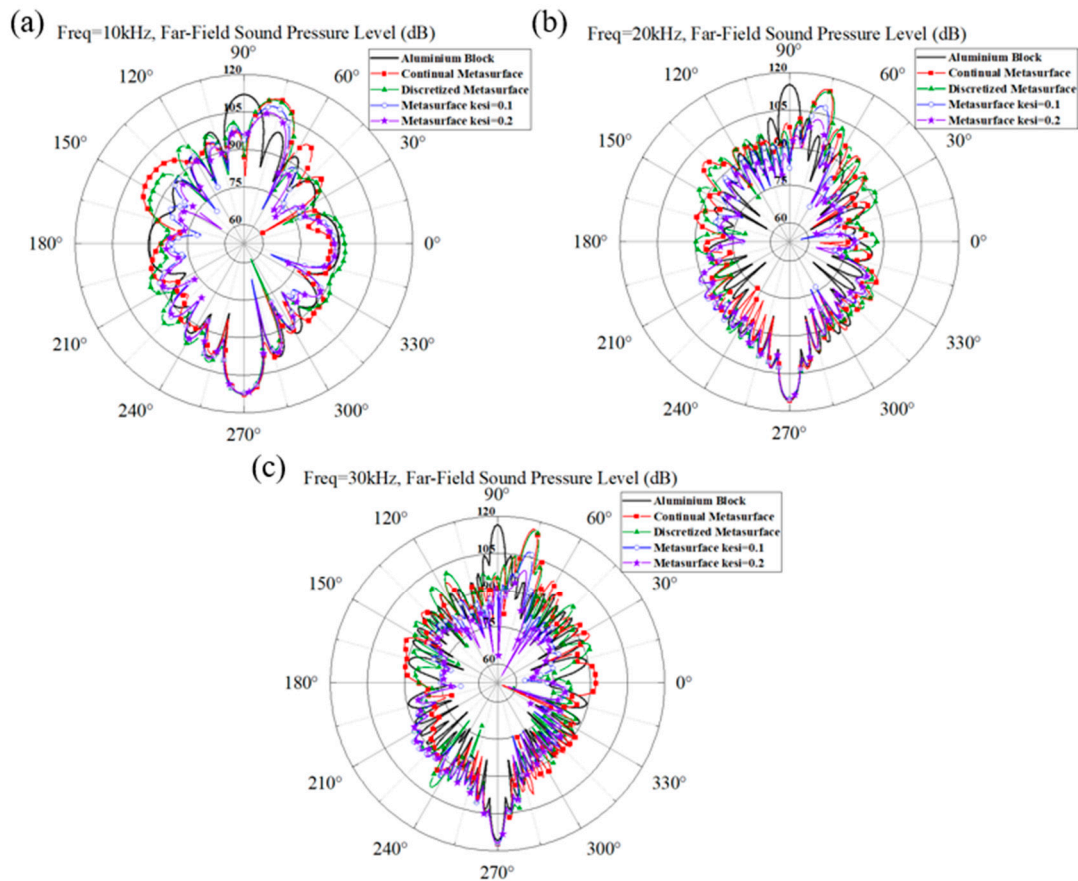 (a)
Freq=10kHz, Far-Field Sound Pressure Level (dB)
90°
120
60°
120°
105
150°
90
30°
75
60
180°
0°
210°
330°
240°
300°
270°
Aluminium Block
Continual Metasurface
Discretized Metasurface
Metasurface kesi=0.1
Metasurface kesi=0.2
(b)
Freq=20kHz, Far-Field Sound Pressure Level (dB)
90°
120
60°
120°
105
150°
90
30°
75
60
180°
0°
210°
330°
240°
300°
270°
Aluminium Block
Continual Metasurface
Discretized Metasurface
Metasurface kesi=0.1
Metasurface kesi=0.2
(c)
Freq=30kHz, Far-Field Sound Pressure Level (dB)
90°
120
60°
120°
105
150°
90
30°
75
60
180°
0°
210°
330°
240°
300°
270°
Aluminium Block
Continual Metasurface
Discretized Metasurface
Metasurface kesi=0.1
Metasurface kesi=0.2